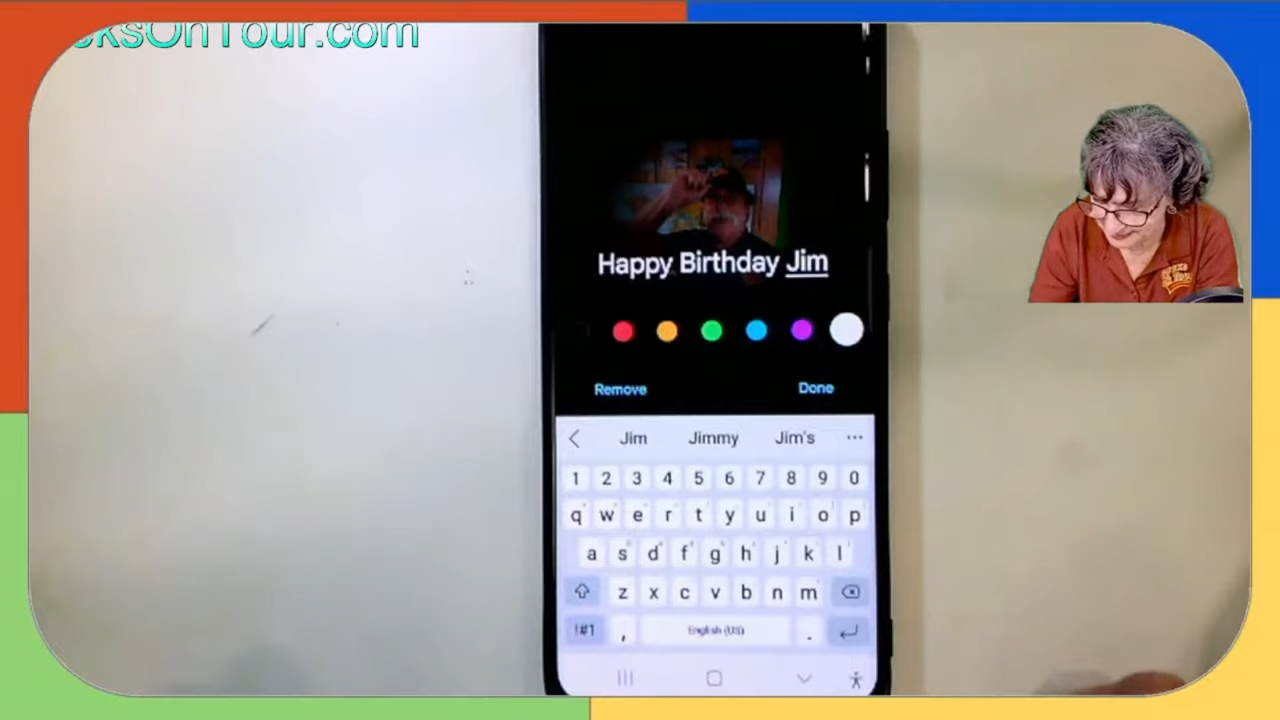 cksOnTour.com
Happy Birthday Jim
Remove Done
Jim Jimmy Jim's ...
1 2 3 4 5 6 7 8 9 0
q w e r t y u i o p
a s d f g h j k l
z x c v b n m
!#1 , English (US) .